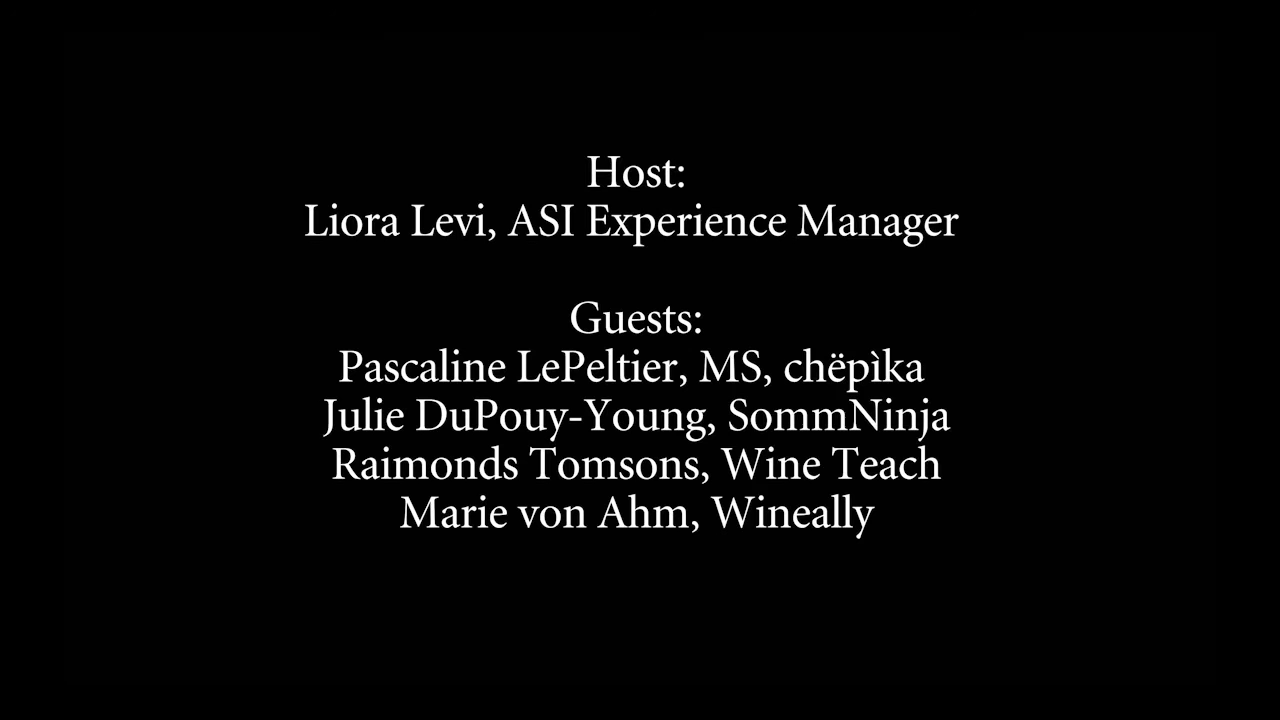 Host:
Liora Levi, ASI Experience Manager
Guests:
Pascaline LePeltier, MS, chëpìka
Julie DuPouy-Young, SommNinja
Raimonds Tomsons, Wine Teach
Marie von Ahm, Wineally